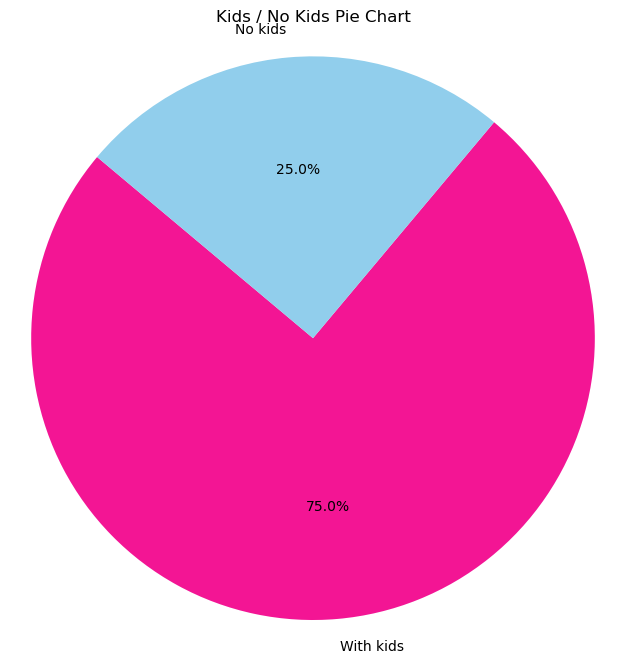 Kids / No Kids Pie Chart
No kids
25.0%
75.0%
With kids